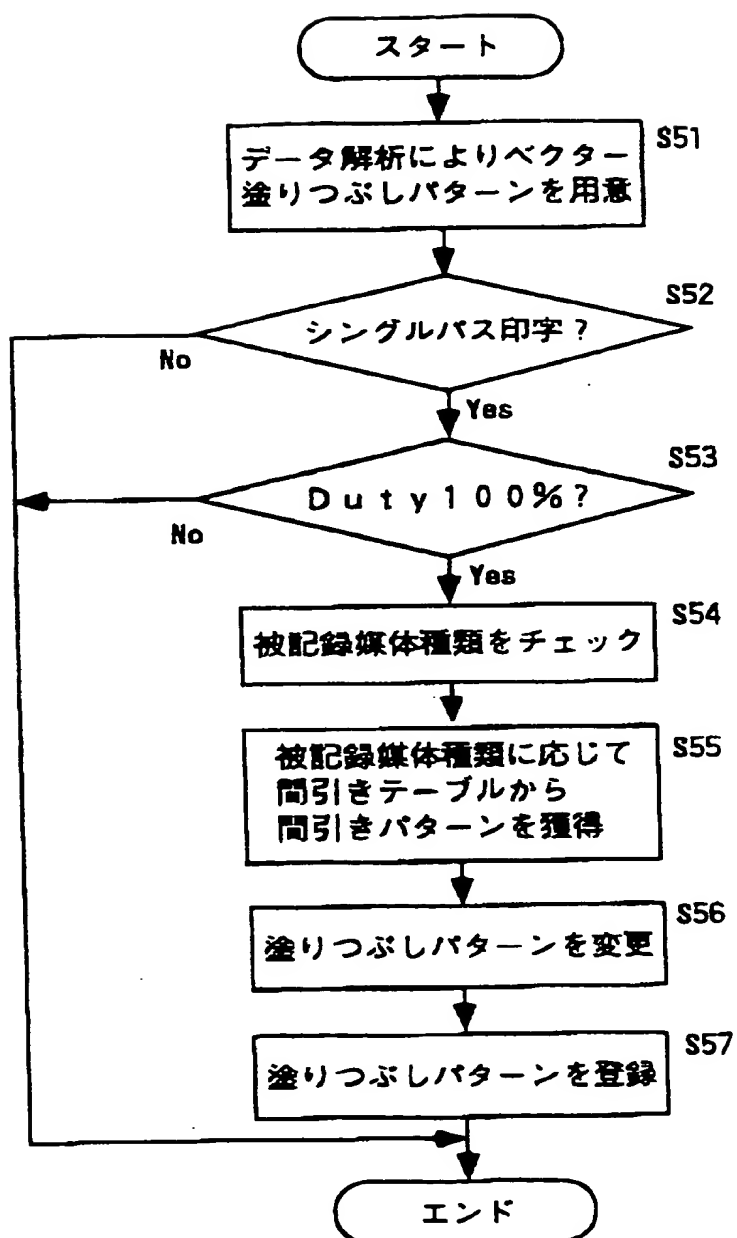 スタート
S51
データ解析によりベクター
塗りつぶしパターンを用意
S52
シングルパス印字?
No
Yes
S53
Duty100%?
No
Yes
S54
被記録媒体種類をチェック
S55
被記録媒体種類に応じて
間引きテーブルから
間引きパターンを獲得
S56
塗りつぶしパターンを変更
S57
塗りつぶしパターンを登録
エンド